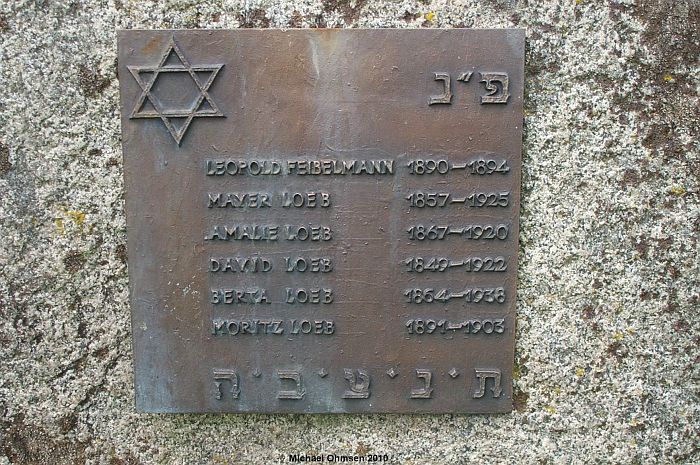 פ״נ
LEOPOLD FEIBELMANN 1890-1894
MAYER LOEB 1857-1925
AMALIE LOEB 1867-1920
DAVID LOEB 1849-1922
BERTA LOEB 1864-1938
MORITZ LOEB 1891-1903
ת׳נ׳צ׳ב׳ה
© Michael Ohmsen 2010